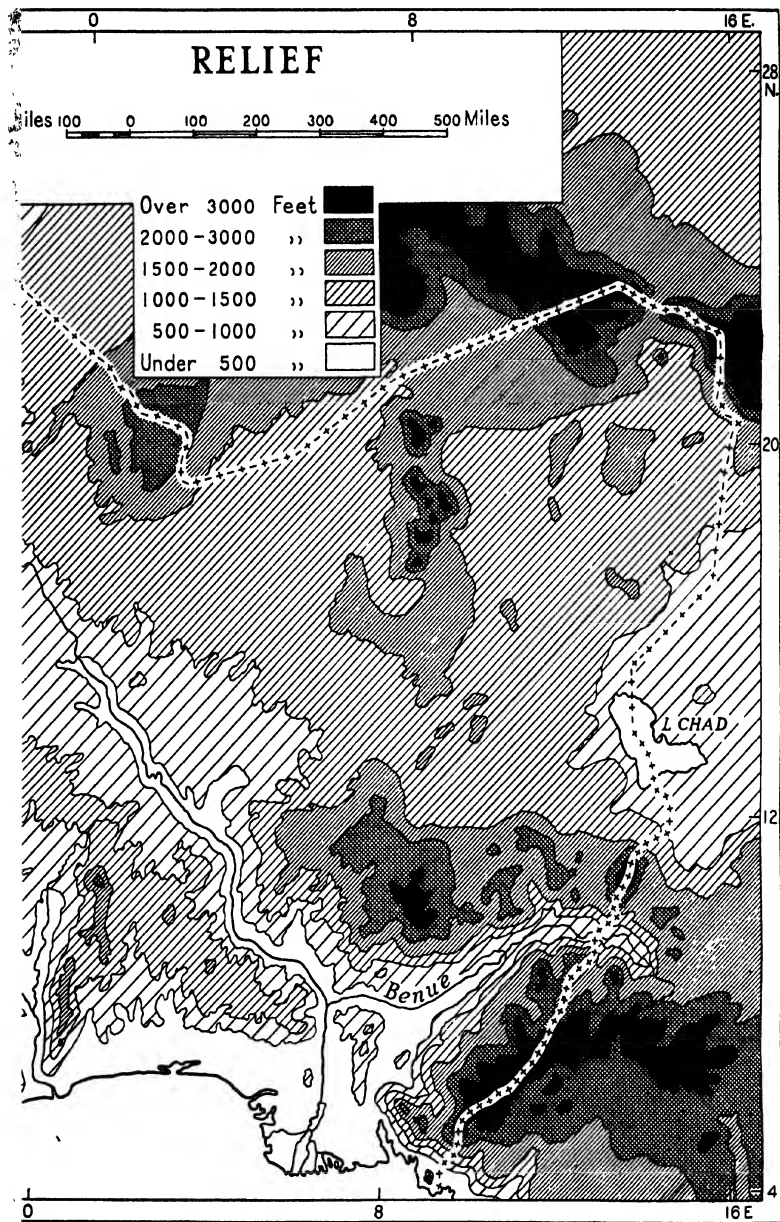 0 8 16 E.
RELIEF
28
N.
iles 100 0 100 200 300 400 500 Miles
Over 3000 Feet
2000-3000 ,,
1500-2000 ,,
1000-1500 ,,
500-1000 ,,
Under 500 ,,
20
L CHAD
12
R Benue
4
0 8 16 E